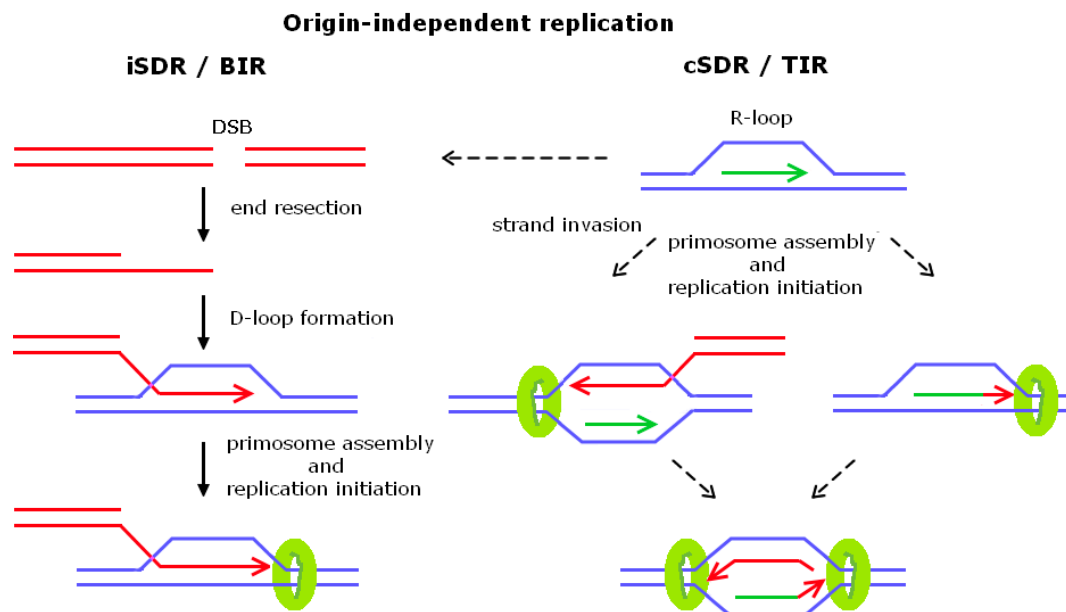 Origin-independent replication
iSDR / BIR
cSDR / TIR
DSB
R-loop
end resection
strand invasion
primosome assembly
and
replication initiation
D-loop formation
primosome assembly
and
replication initiation